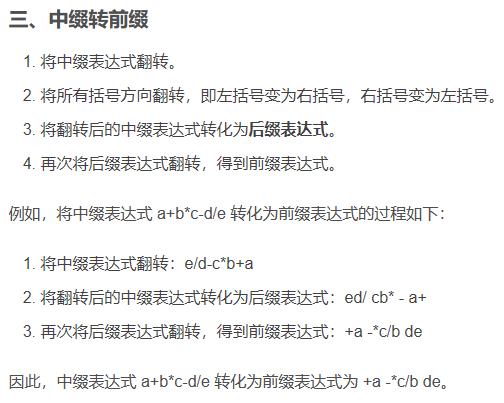 三、中缀转前缀
1. 将中缀表达式翻转。
2. 将所有括号方向翻转，即左括号变为右括号，右括号变为左括号。
3. 将翻转后的中缀表达式转化为后缀表达式。
4. 再次将后缀表达式翻转，得到前缀表达式。
例如，将中缀表达式 a+b*c-d/e 转化为前缀表达式的过程如下：
1. 将中缀表达式翻转：e/d-c*b+a
2. 将翻转后的中缀表达式转化为后缀表达式：ed/ cb* - a+
3. 再次将后缀表达式翻转，得到前缀表达式：+a -*c/b de
因此，中缀表达式 a+b*c-d/e 转化为前缀表达式为 +a -*c/b de。